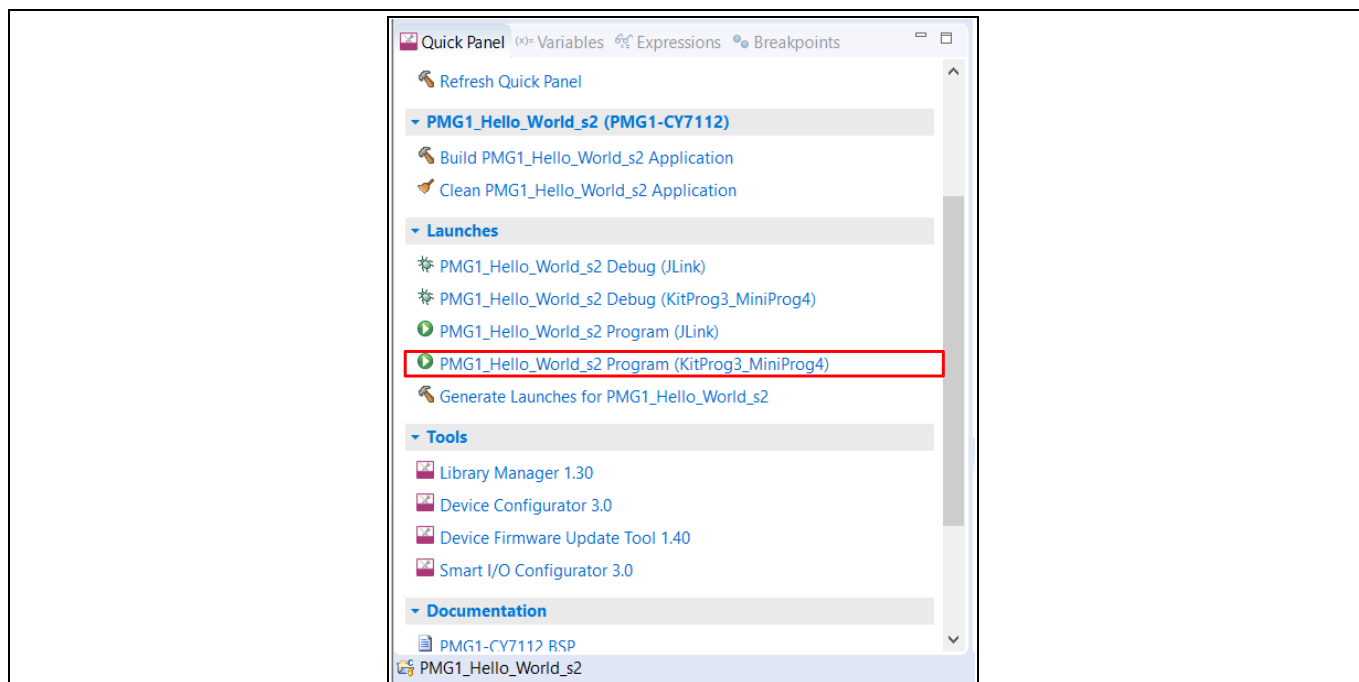 Quick Panel (x)= Variables Expressions Breakpoints
Refresh Quick Panel
PMG1_Hello_World_s2 (PMG1-CY7112)
Build PMG1_Hello_World_s2 Application
Clean PMG1_Hello_World_s2 Application
Launches
PMG1_Hello_World_s2 Debug (JLink)
PMG1_Hello_World_s2 Debug (KitProg3_MiniProg4)
PMG1_Hello_World_s2 Program (JLink)
PMG1_Hello_World_s2 Program (KitProg3_MiniProg4)
Generate Launches for PMG1_Hello_World_s2
Tools
Library Manager 1.30
Device Configurator 3.0
Device Firmware Update Tool 1.40
Smart I/O Configurator 3.0
Documentation
PMG1-CY7112 BSP
PMG1_Hello_World_s2